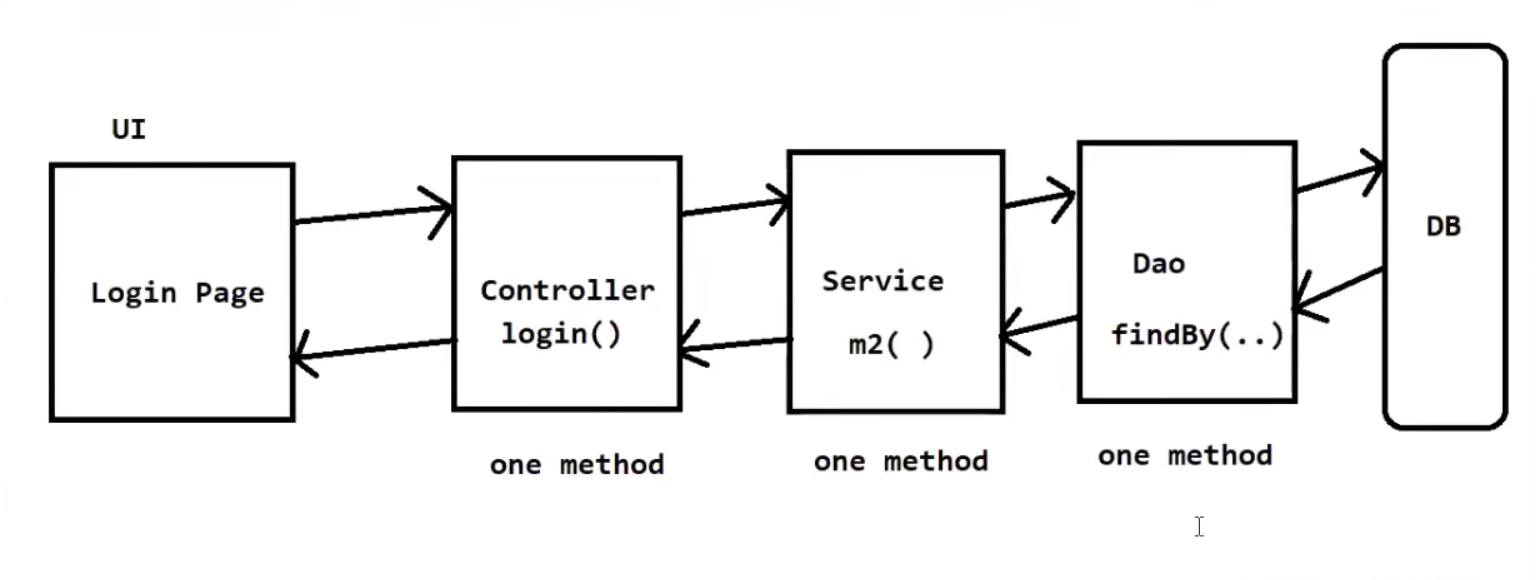 UI
Login Page
Controller
login()
one method
Service
m2( )
one method
Dao
findBy(..)
one method
DB